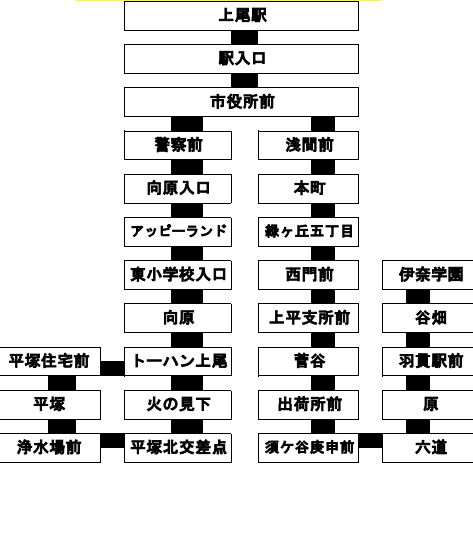 上尾駅
駅入口
市役所前
警察前
浅間前
向原入口
本町
アッピーランド
緑ヶ丘五丁目
東小学校入口
西門前
伊奈学園
向原
上平支所前
谷畑
平塚住宅前
トーハン上尾
菅谷
羽貫駅前
平塚
火の見下
出荷所前
原
浄水場前
平塚北交差点
須ケ谷庚申前
六道